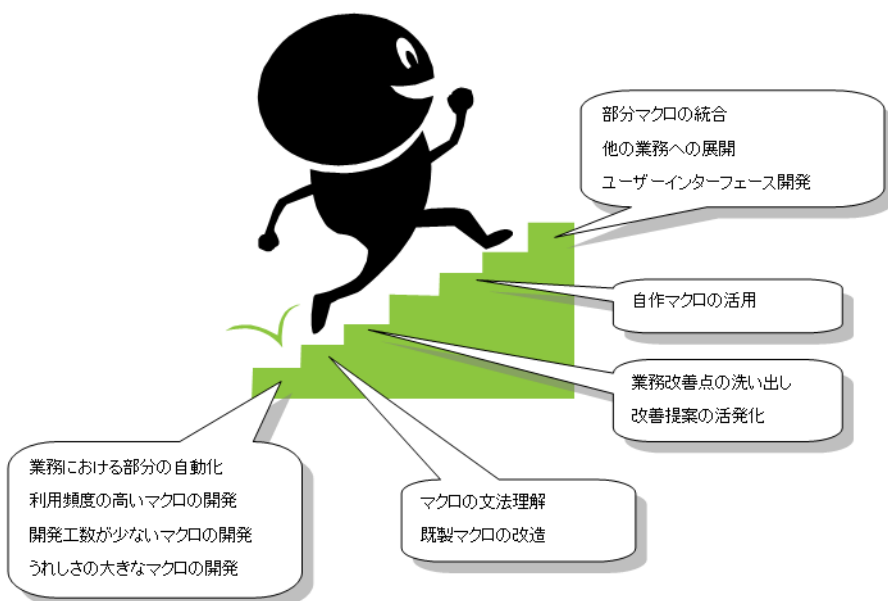 部分マクロの統合
他の業務への展開
ユーザーインターフェース開発
自作マクロの活用
業務改善点の洗い出し
改善提案の活発化
業務における部分の自動化
利用頻度の高いマクロの開発
開発工数が少ないマクロの開発
うれしさの大きなマクロの開発
マクロの文法理解
既製マクロの改造